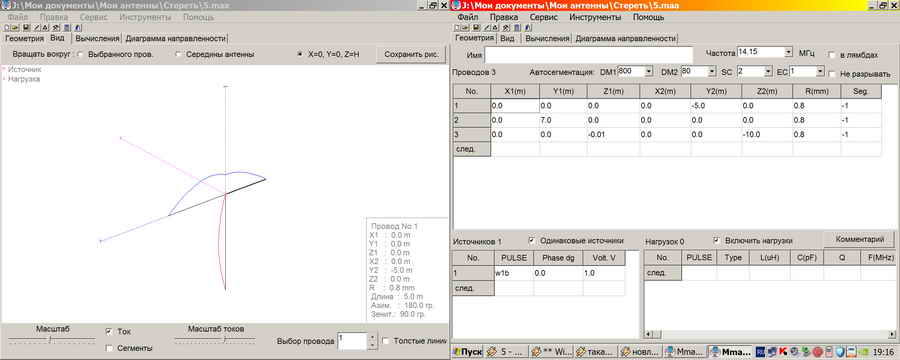 J:\Мои документы\Мои антенны\Стереть\5.maa
Файл Правка Сервис Инструменты Помощь
Геометрия Вид Вычисления Диаграмма направленности
Вращать вокруг: Выбранного пров. Середины антенны X=0, Y=0, Z=H Сохранить рис.
Источник
Нагрузка
Провод No.1
X1 : 0.0 m
Y1 : 0.0 m
Z1 : 0.0 m
X2 : 0.0 m
Y2 : -5.0 m
Z2 : 0.0 m
R : 0.8 mm
Длина : 5.0 m
Азим. : 180.0 гр.
Зенит.: 90.0 гр.
Масштаб Ток Масштаб токов
Сегменты Выбор провода 1 Толстые линии
J:\Мои документы\Мои антенны\Стереть\5.maa
Файл Правка Сервис Инструменты Помощь
Геометрия Вид Вычисления Диаграмма направленности
Имя Частота 14.15 МГц в лямбдах
Проводов 3 Автосегментация: DM1 800 DM2 80 SC 2 EC 1 Не разрывать
No. X1(m) Y1(m) Z1(m) X2(m) Y2(m) Z2(m) R(mm) Seg.
1 0.0 0.0 0.0 0.0 -5.0 0.0 0.8 -1
2 0.0 7.0 0.0 0.0 0.0 0.0 0.8 -1
3 0.0 0.0 -0.01 0.0 0.0 -10.0 0.8 -1
след.
Источников 1 Одинаковые источники
No. PULSE Phase dg Volt. V
1 w1b 0.0 1.0
след.
Нагрузок 0 Включить нагрузки Комментарий
No. PULSE Type L(uH) C(pF) Q F(MHz)
след.
Пуск 5 - ... ** Wi... така... новл... Mma... Mma... RU 19:16